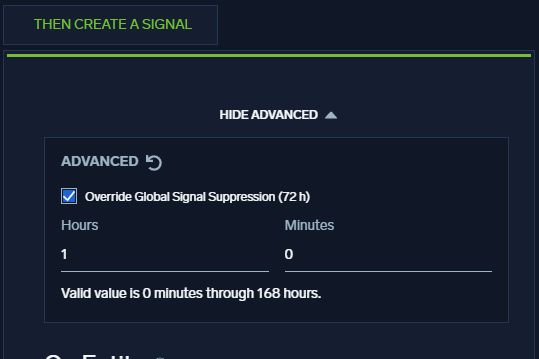 THEN CREATE A SIGNAL
HIDE ADVANCED
ADVANCED
Override Global Signal Suppression (72 h)
Hours
Minutes
1
0
Valid value is 0 minutes through 168 hours.